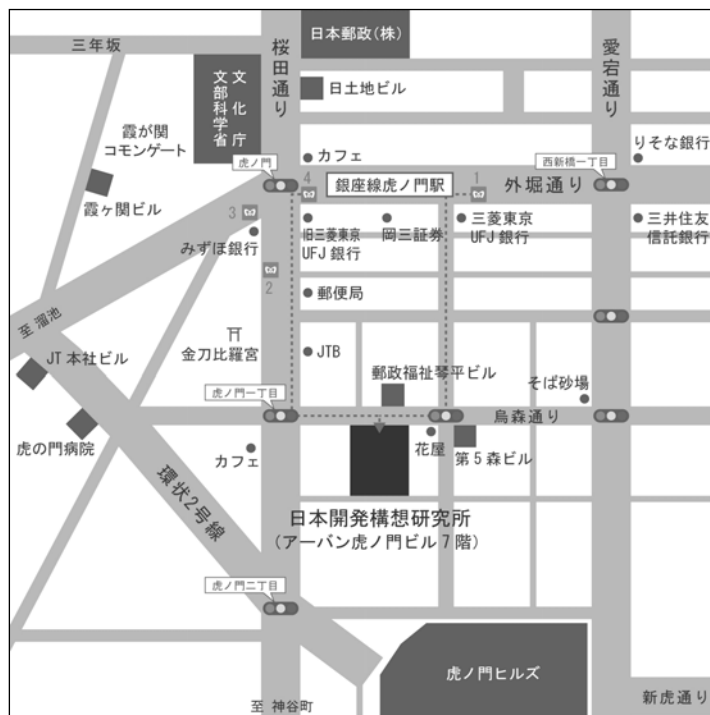 日本郵政(株)
三年坂
桜田通り
愛宕通り
文化庁
文部科学省
日土地ビル
霞が関
コモンゲート
カフェ
りそな銀行
虎ノ門
西新橋一丁目
4
銀座線虎ノ門駅
1
外堀通り
霞ヶ関ビル
3
みずほ銀行
旧三菱東京
UFJ 銀行
岡三証券
三菱東京
UFJ 銀行
三井住友
信託銀行
2
郵便局
至 溜池
金刀比羅宮
JTB
JT 本社ビル
郵政福祉琴平ビル
そば砂場
虎ノ門一丁目
烏森通り
虎の門病院
カフェ
花屋
第5森ビル
環状2号線
日本開発構想研究所
(アーバン虎ノ門ビル7階)
虎ノ門二丁目
虎ノ門ヒルズ
新虎通り
至 神谷町